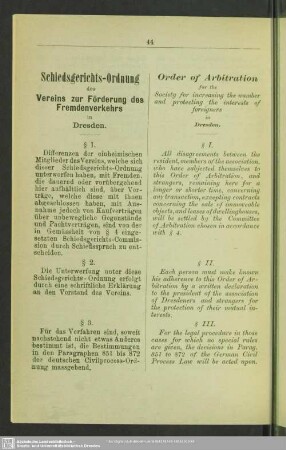 44
Schiedsgerichts-Ordnung
des
Vereins zur Förderung des
Fremdenverkehrs
in
Dresden.
§ 1.
Differenzen der einheimischen
Mitglieder des Vereins, welche sich
dieser Schiedsgerichts-Ordnung
unterworfen haben, mit Fremden,
die dauernd oder vorübergehend
hier aufhältlich sind, über Ver-
träge, welche diese mit ihnen
abgeschlossen haben, mit Aus-
nahme jedoch von Kaufverträgen
über unbewegliche Gegenstände
und Pachtverträgen, sind von der
in Gemässheit von § 4 einge-
setzten Schiedsgerichts-Commis-
sion durch Schiedsspruch zu ent-
scheiden.
§ 2.
Die Unterwerfung unter diese
Schiedsgerichts-Ordnung erfolgt
durch eine schriftliche Erklärung
an den Vorstand des Vereins.
§ 3.
Für das Verfahren sind, soweit
nachstehend nicht etwas Anderes
bestimmt ist, die Bestimmungen
in den Paragraphen 851 bis 872
der deutschen Civilprocess-Ord-
nung massgebend.
Order of Arbitration
for the
Society for increasing the number
and protecting the interests of
foreigners
in
Dresden.
§ I.
All disagreements between the
resident, members of the association,
who have subjected themselves to
this Order of Arbitration, and
strangers, remaining here for a
longer or shorter time, concerning
any transaction, excepting contracts
concerning the sale of immovable
objects, and leases of dwellinghouses,
will be settled by the Committee
of Arbitration chosen in accordance
with § 4.
§ II.
Each person must make known
his adherence to this Order of Ar-
bitration by a written declaration
to the president of the association
of Dresdeners and strangers for
the protection of their mutual in-
terests.
§ III.
For the legal procedure in those
cases for which no special rules
are given, the decisions in Parag.
851 to 872 of the German Civil
Process Law will be acted upon.